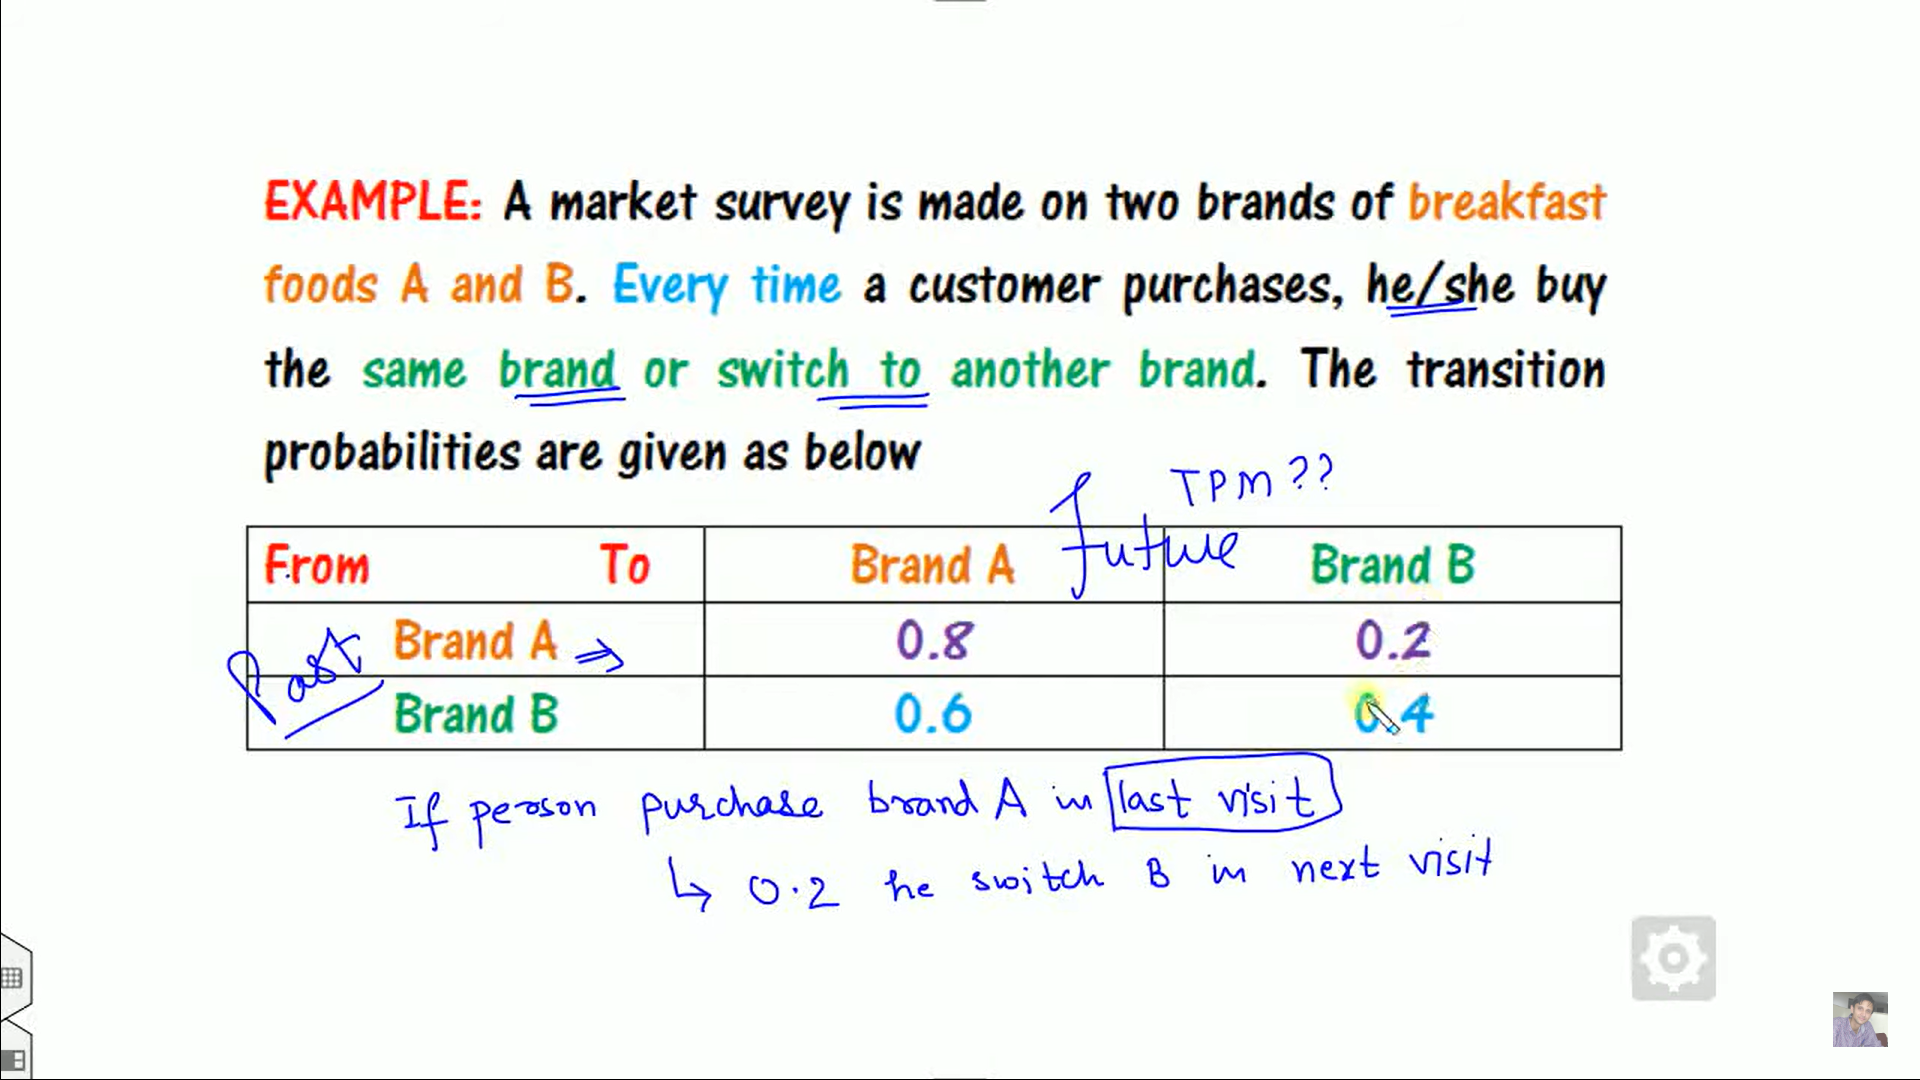 EXAMPLE: A market survey is made on two brands of breakfast
foods A and B. Every time a customer purchases, he/she buy
the same brand or switch to another brand. The transition
probabilities are given as below
TPM??
future
From To Brand A Brand B
Past
Brand A ⇒ 0.8 0.2
Brand B 0.6 0.4
If person purchase brand A in last visit
↳ 0.2 he switch B in next visit